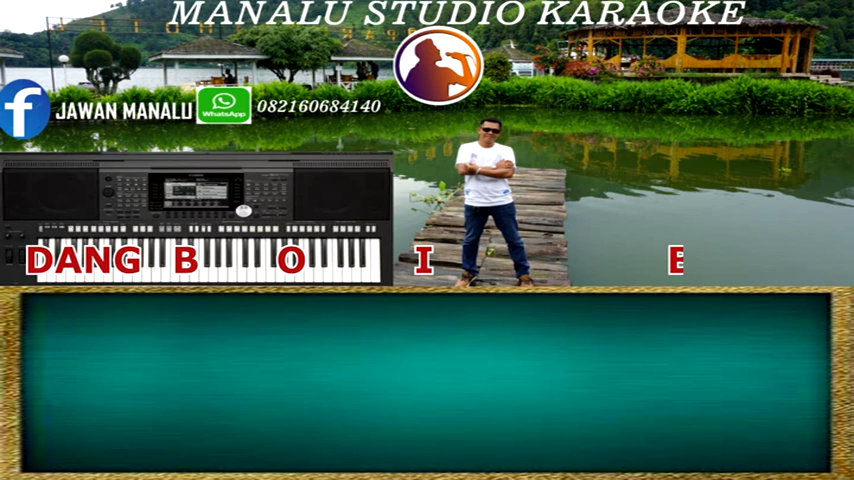 MANALU STUDIO KARAOKE
f JAWAN MANALU WhatsApp 082160684140
DANG B O I